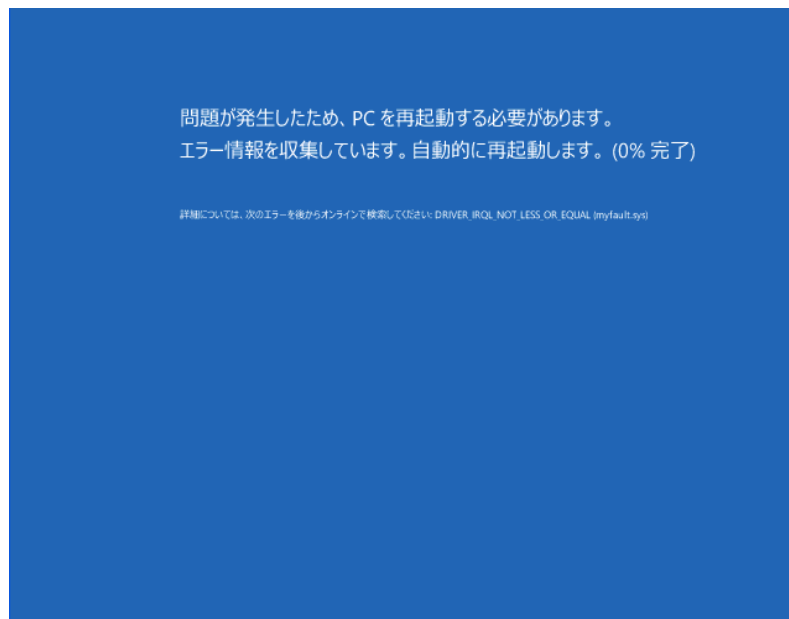 問題が発生したため、PC を再起動する必要があります。
エラー情報を収集しています。自動的に再起動します。(0% 完了)
詳細については、次のエラーを後からオンラインで検索してください: DRIVER_IRQL_NOT_LESS_OR_EQUAL (myfault.sys)